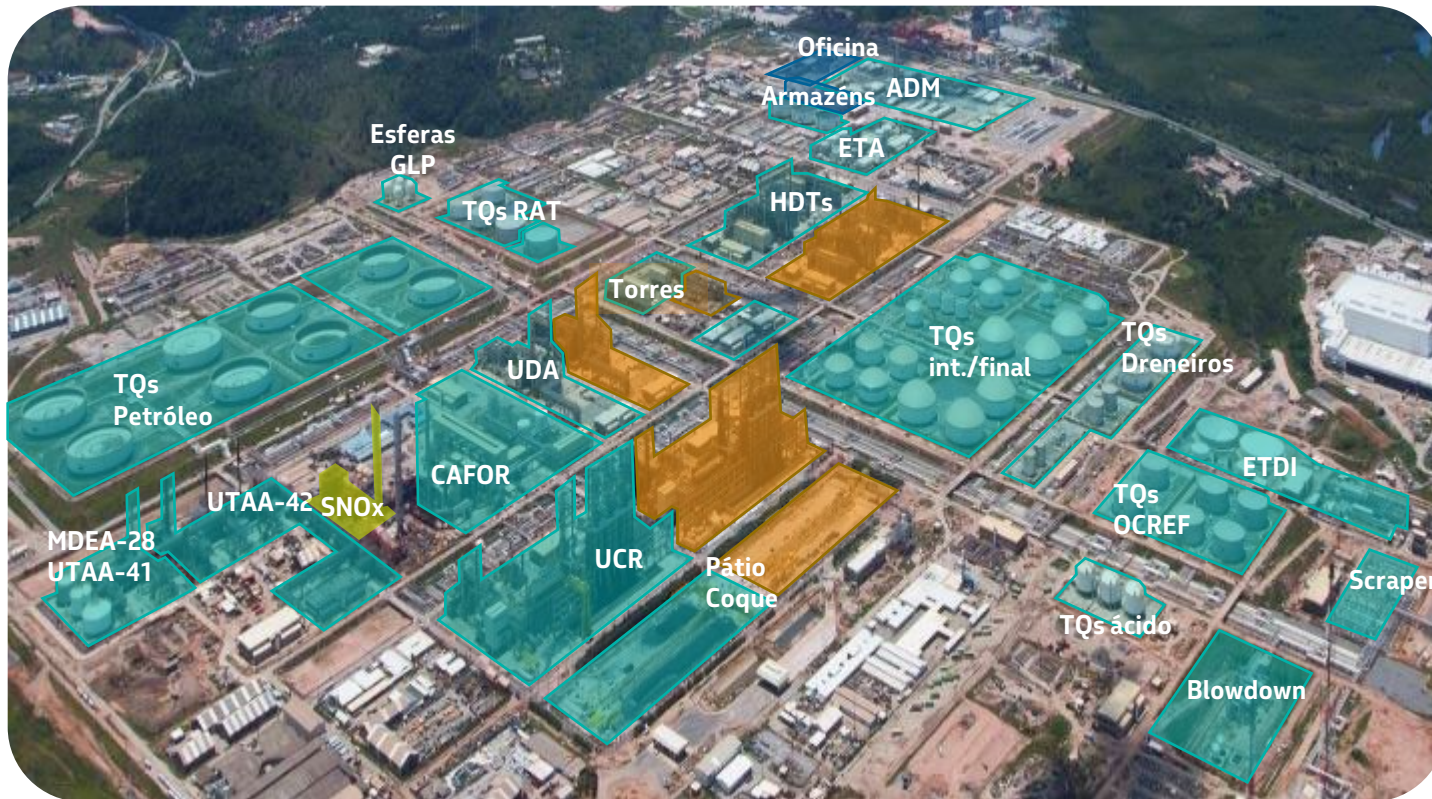 Oficina
Armazéns
ADM
ETA
Esferas
GLP
TQs RAT
HDTs
Torres
TQs
Petróleo
UDA
TQs
int./final
TQs
Dreneiros
CAFOR
UTAA-42
SNOx
MDEA-28
UTAA-41
UCR
Pátio
Coque
ETDI
TQs
OCREF
Scraper
TQs ácido
Blowdown